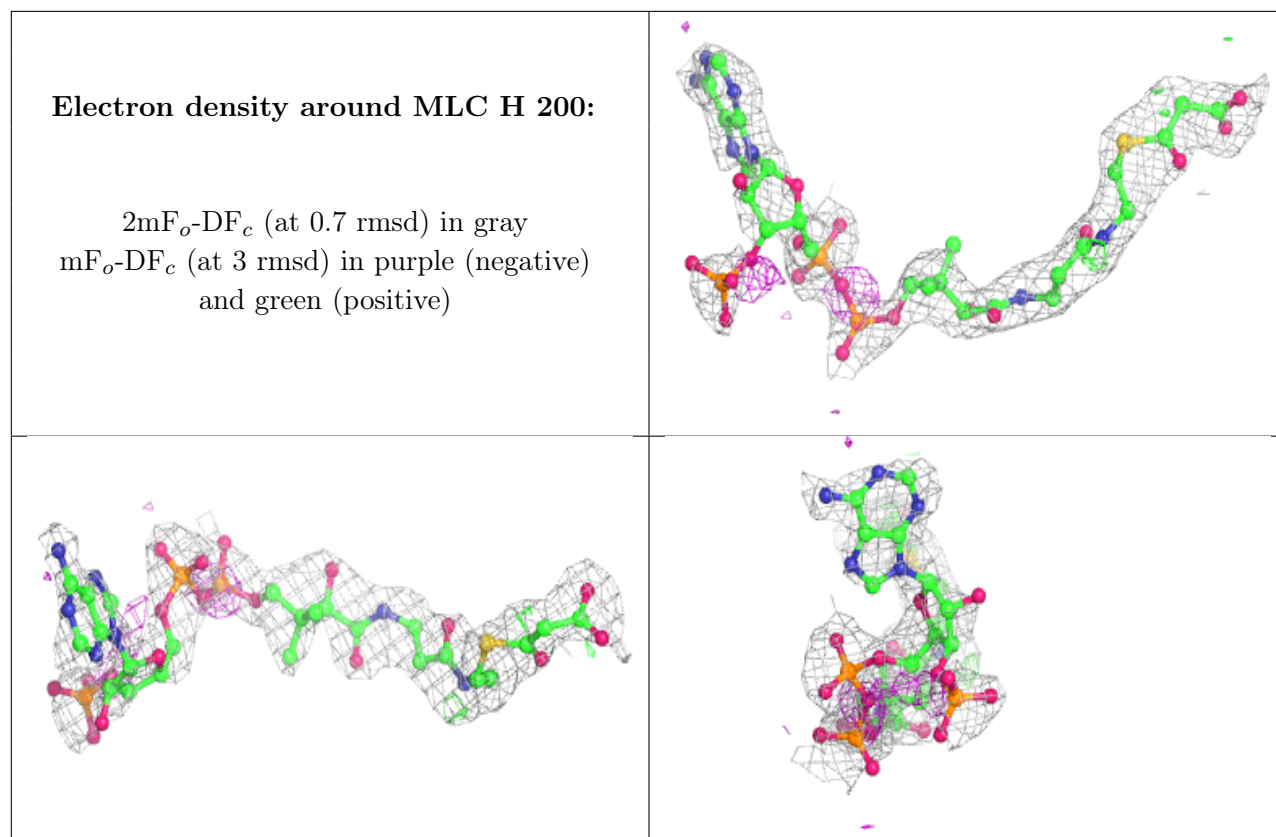 Electron density around MLC H 200:
2mF$_o$-DF$_c$ (at 0.7 rmsd) in gray
mF$_o$-DF$_c$ (at 3 rmsd) in purple (negative)
and green (positive)